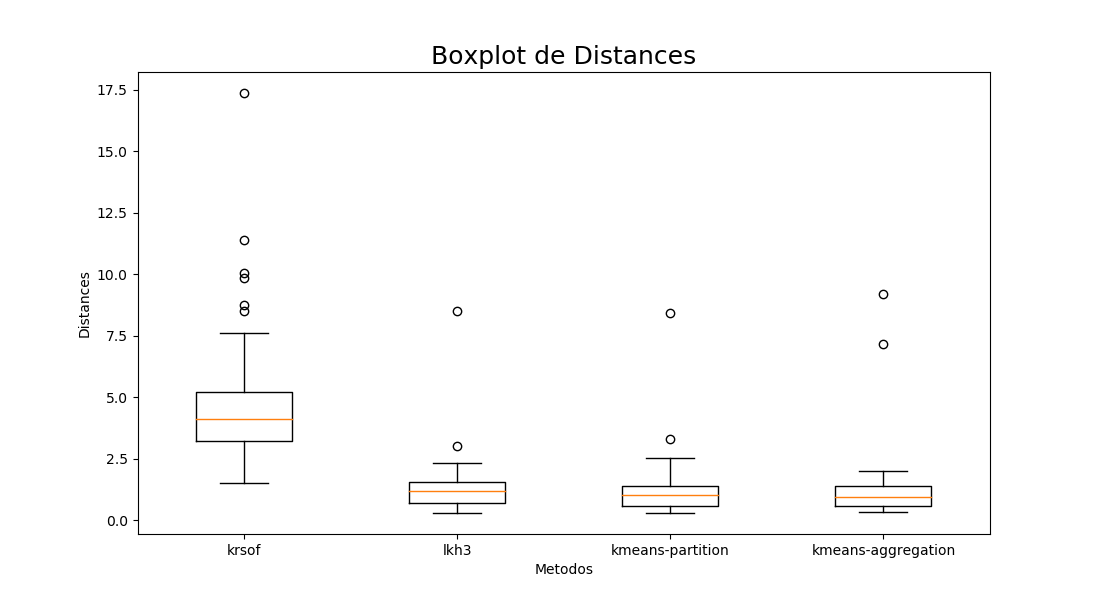 Boxplot de Distances
17.5
15.0
12.5
10.0
7.5
5.0
2.5
0.0
Distances
krsof lkh3 kmeans-partition kmeans-aggregation
Metodos